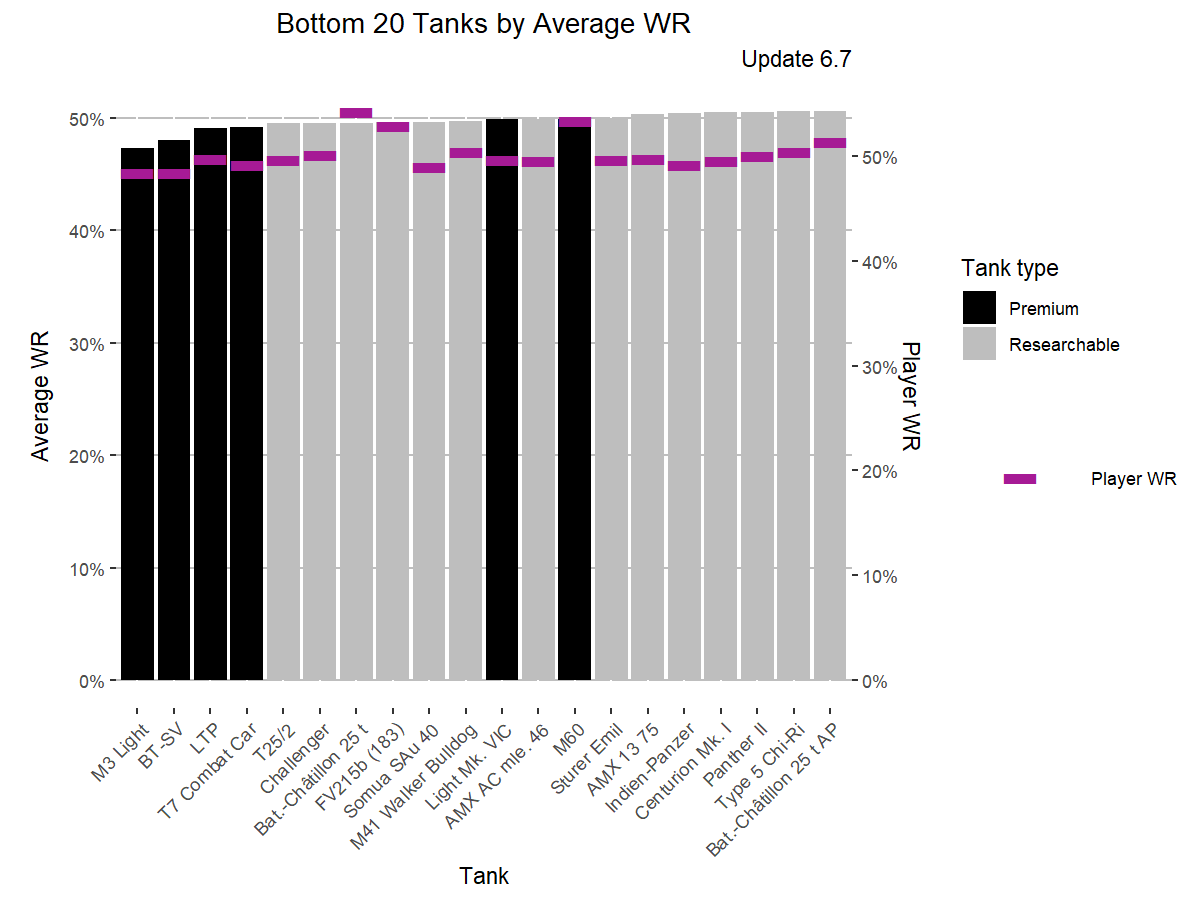 Bottom 20 Tanks by Average WR
Update 6.7
Average WR
50%
40%
30%
20%
10%
0%
50%
40%
30%
20%
10%
0%
Player WR
M3 Light
BT-SV
LTP
T7 Combat Car
T25/2
Challenger
Bat.-Châtillon 25 t
FV215b (183)
Somua SAu 40
M41 Walker Bulldog
Light Mk. VIC
AMX AC mle. 46
M60
Sturer Emil
AMX 13 75
Indien-Panzer
Centurion Mk. I
Panther II
Type 5 Chi-Ri
Bat.-Châtillon 25 t AP
Tank
Tank type
Premium
Researchable
Player WR